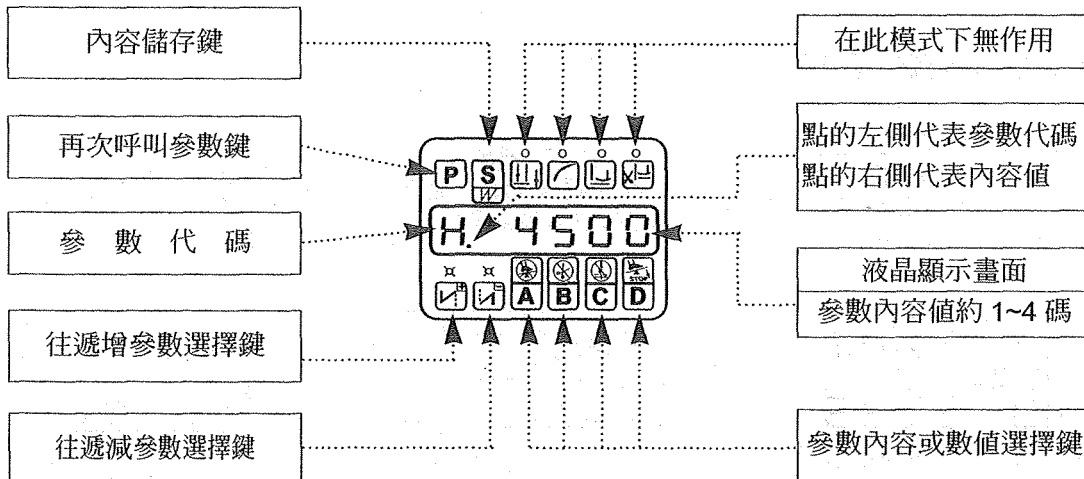 內容儲存鍵
在此模式下無作用
再次呼叫參數鍵
點的左側代表參數代碼
點的右側代表內容值
P S
W
參數代碼
H. 4500
液晶顯示畫面
參數內容值約 1~4 碼
STOP
A B C D
往遞增參數選擇鍵
往遞減參數選擇鍵
參數內容或數值選擇鍵